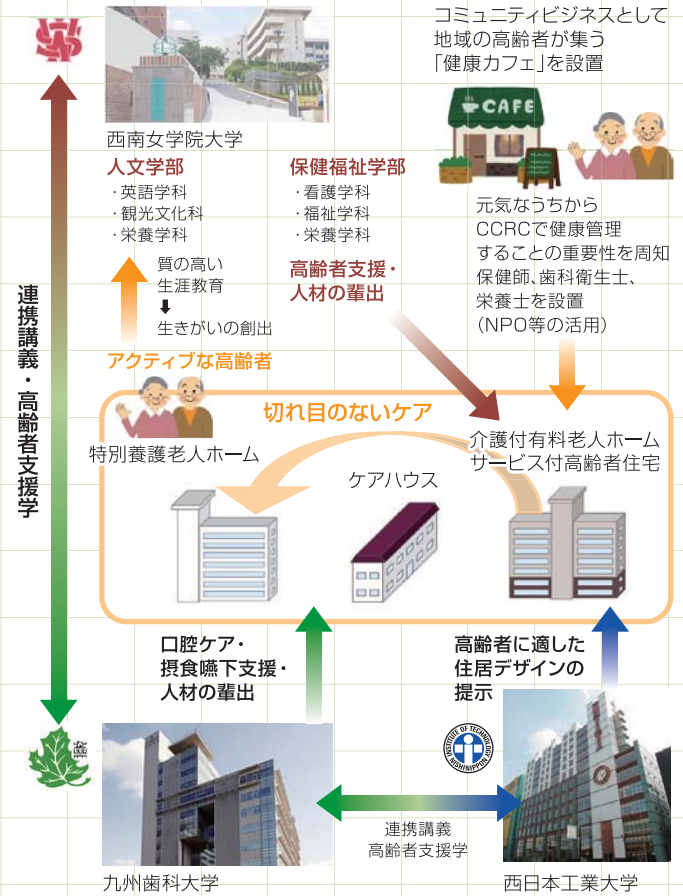 コミュニティビジネスとして
地域の高齢者が集う
「健康カフェ」を設置
CAFE
西南女学院大学
人文学部
・英語学科
・観光文化科
・栄養学科
保健福祉学部
・看護学科
・福祉学科
・栄養学科
元気なうちから
CCRCで健康管理
することの重要性を周知
保健師、歯科衛生士、
栄養士を設置
（NPO等の活用）
質の高い
生涯教育
生きがいの創出
高齢者支援・
人材の輩出
連携講義・高齢者支援学
アクティブな高齢者
切れ目のないケア
特別養護老人ホーム
ケアハウス
介護付有料老人ホーム
サービス付高齢者住宅
口腔ケア・
摂食嚥下支援・
人材の輩出
高齢者に適した
住居デザインの
提示
INSTITUTE OF TECHNOLOGY
NISHINIPPON
連携講義
高齢者支援学
九州歯科大学
西日本工業大学